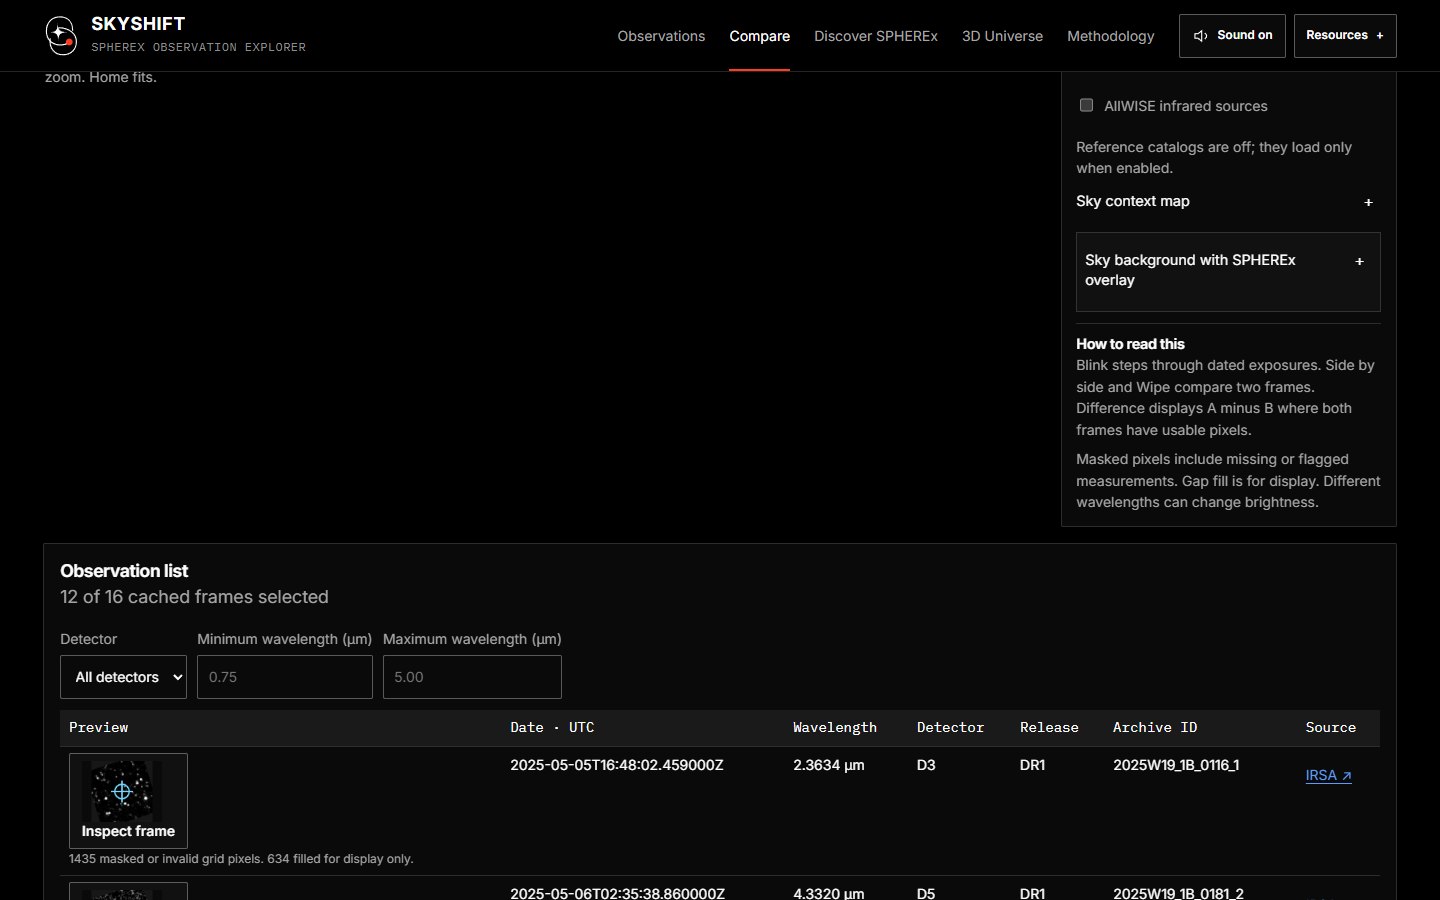 SKYSHIFT
SPHEREX OBSERVATION EXPLORER
Observations
Compare
Discover SPHEREx
3D Universe
Methodology
Sound on
Resources +
zoom. Home fits.
AllWISE infrared sources
Reference catalogs are off; they load only
when enabled.
Sky context map +
Sky background with SPHEREx +
overlay
How to read this
Blink steps through dated exposures. Side by
side and Wipe compare two frames.
Difference displays A minus B where both
frames have usable pixels.
Masked pixels include missing or flagged
measurements. Gap fill is for display. Different
wavelengths can change brightness.
Observation list
12 of 16 cached frames selected
Detector Minimum wavelength (µm) Maximum wavelength (µm)
All detectors 0.75 5.00
Preview Date · UTC Wavelength Detector Release Archive ID Source
2025-05-05T16:48:02.459000Z 2.3634 µm D3 DR1 2025W19_1B_0116_1 IRSA ↗
Inspect frame
1435 masked or invalid grid pixels. 634 filled for display only.
2025-05-06T02:35:38.860000Z 4.3320 µm D5 DR1 2025W19_1B_0181_2